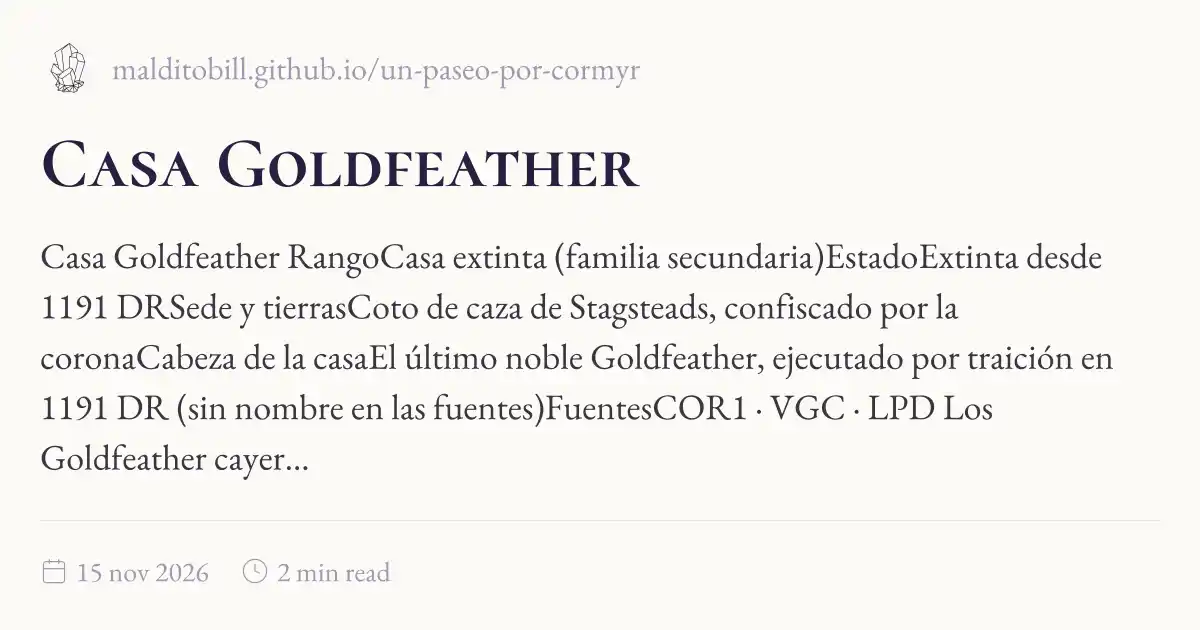 malditobill.github.io/un-paseo-por-cormyr
Casa Goldfeather
Casa Goldfeather RangoCasa extinta (familia secundaria)EstadoExtinta desde
1191 DRSede y tierrasCoto de caza de Stagsteads, confiscado por la
coronaCabeza de la casaEl último noble Goldfeather, ejecutado por traición en
1191 DR (sin nombre en las fuentes)FuentesCOR1 · VGC · LPD Los
Goldfeather cayer...
15 nov 2026 2 min read